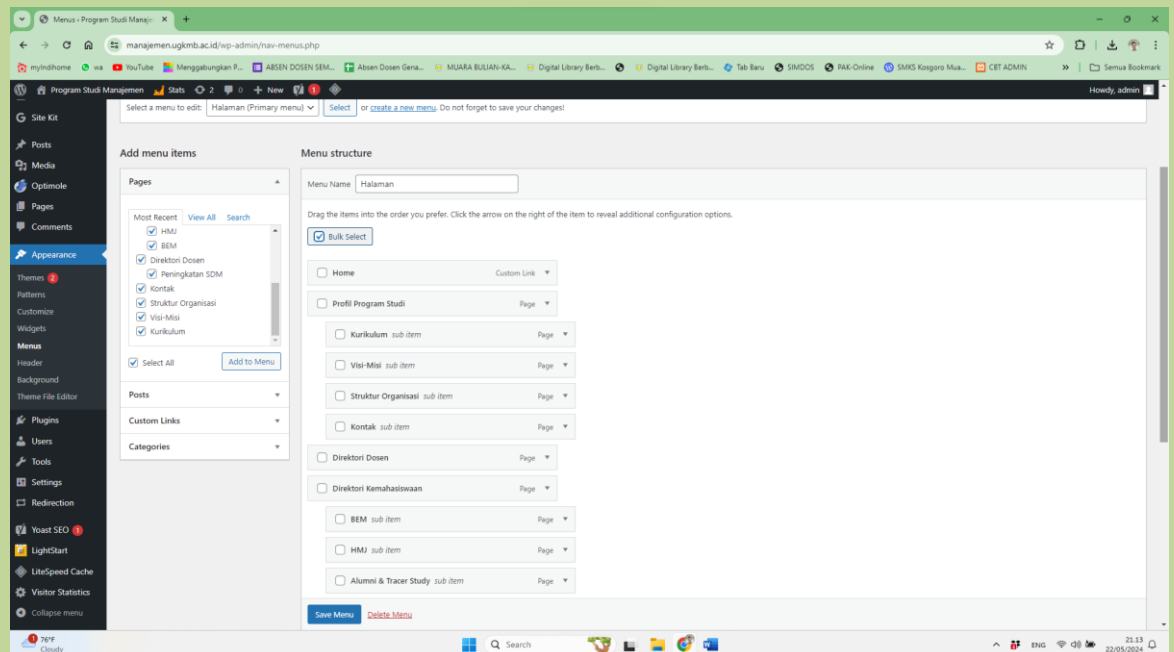 Menus ‹ Program Studi Manaje
manajemen.ugkmb.ac.id/wp-admin/nav-menus.php
myIndihome wa YouTube Menggabungkan P... ABSEN DOSEN SEM... Absen Dosen Gena... MUARA BULIAN-KA... Digital Library Berb... Digital Library Berb... Tab Baru SIMDOS PAK-Online SMKS Kosgoro Mua... CBT ADMIN » Semua Bookmark
Program Studi Manajemen Stats 2 0 + New 1 Howdy, admin
Select a menu to edit: Halaman (Primary menu) Select or create a new menu. Do not forget to save your changes!
Site Kit
Posts
Media
Optimole
Pages
Comments
Appearance
Themes 2
Patterns
Customize
Widgets
Menus
Header
Background
Theme File Editor
Plugins
Users
Tools
Settings
Redirection
Yoast SEO 1
LightStart
LiteSpeed Cache
Visitor Statistics
Collapse menu
Add menu items
Pages
Most Recent View All Search
HMJ
BEM
Direktori Dosen
Peningkatan SDM
Kontak
Struktur Organisasi
Visi-Misi
Kurikulum
Select All Add to Menu
Posts
Custom Links
Categories
Menu structure
Menu Name Halaman
Drag the items into the order you prefer. Click the arrow on the right of the item to reveal additional configuration options.
Bulk Select
Home Custom Link
Profil Program Studi Page
Kurikulum sub item Page
Visi-Misi sub item Page
Struktur Organisasi sub item Page
Kontak sub item Page
Direktori Dosen Page
Direktori Kemahasiswaan Page
BEM sub item Page
HMJ sub item Page
Alumni & Tracer Study sub item Page
Save Menu Delete Menu
1 76°F
Cloudy
Search
ENG
21.13
22/05/2024